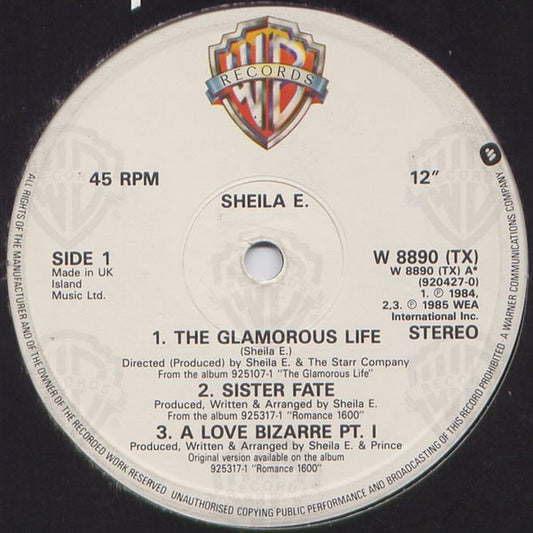 WB
RECORDS
45 RPM
12"
SHEILA E.
SIDE 1
Made in UK
Island
Music Ltd.
W 8890 (TX)
W 8890 (TX) A*
(920427-0)
1. ℗ 1984,
2,3. ℗ 1985 WEA
International Inc.
STEREO
1. THE GLAMOROUS LIFE
(Sheila E.)
Directed (Produced) by Sheila E. & The Starr Company
From the album 925107-1 "The Glamorous Life"
2. SISTER FATE
Produced, Written & Arranged by Sheila E.
From the album 925317-1 "Romance 1600"
3. A LOVE BIZARRE PT. I
Produced, Written & Arranged by Sheila E. & Prince
Original version available on the album
925317-1 "Romance 1600"
ALL RIGHTS OF THE MANUFACTURER AND OF THE OWNER OF THE RECORDED WORK RESERVED. UNAUTHORISED COPYING PUBLIC PERFORMANCE AND BROADCASTING OF THIS RECORD PROHIBITED. A WARNER COMMUNICATIONS COMPANY.